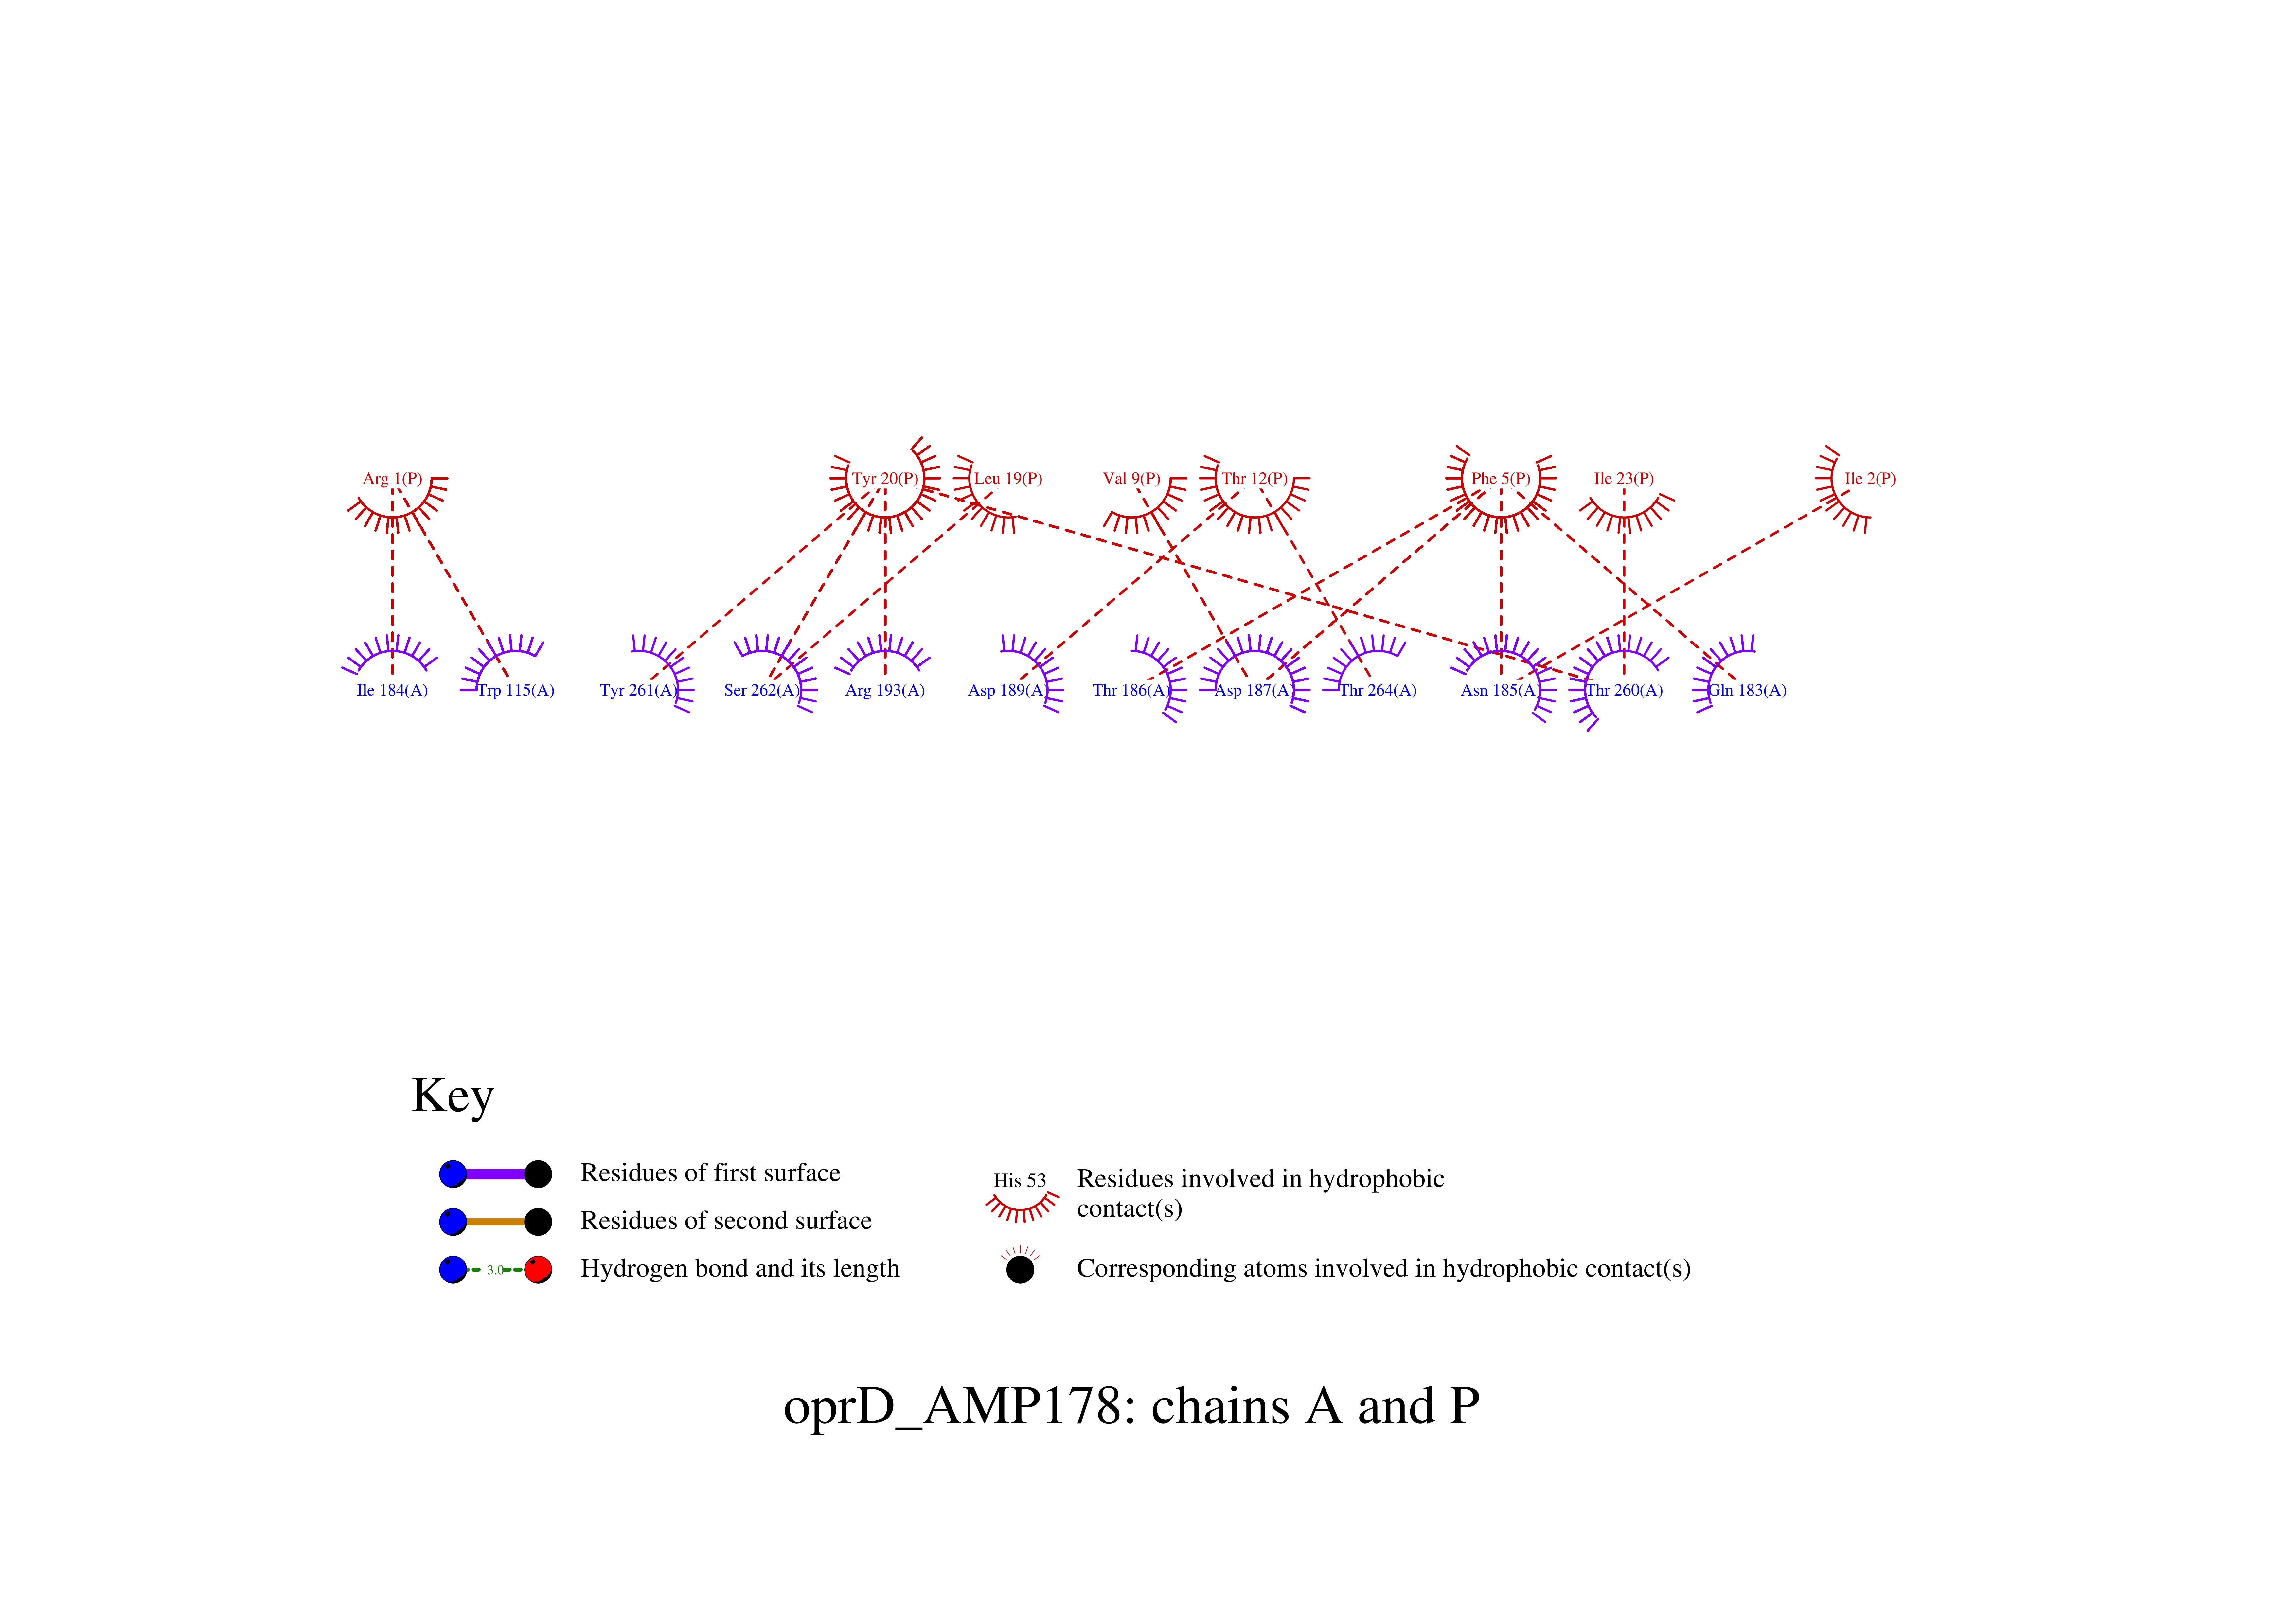 Arg 1(P) Tyr 20(P) Leu 19(P) Val 9(P) Thr 12(P) Phe 5(P) Ile 23(P) Ile 2(P)
Ile 184(A) Trp 115(A) Tyr 261(A) Ser 262(A) Arg 193(A) Asp 189(A) Thr 186(A) Asp 187(A) Thr 264(A) Asn 185(A) Thr 260(A) Gln 183(A)
Key
Residues of first surface
Residues of second surface
3.0 Hydrogen bond and its length
His 53 Residues involved in hydrophobic
contact(s)
Corresponding atoms involved in hydrophobic contact(s)
oprD_AMP178: chains A and P